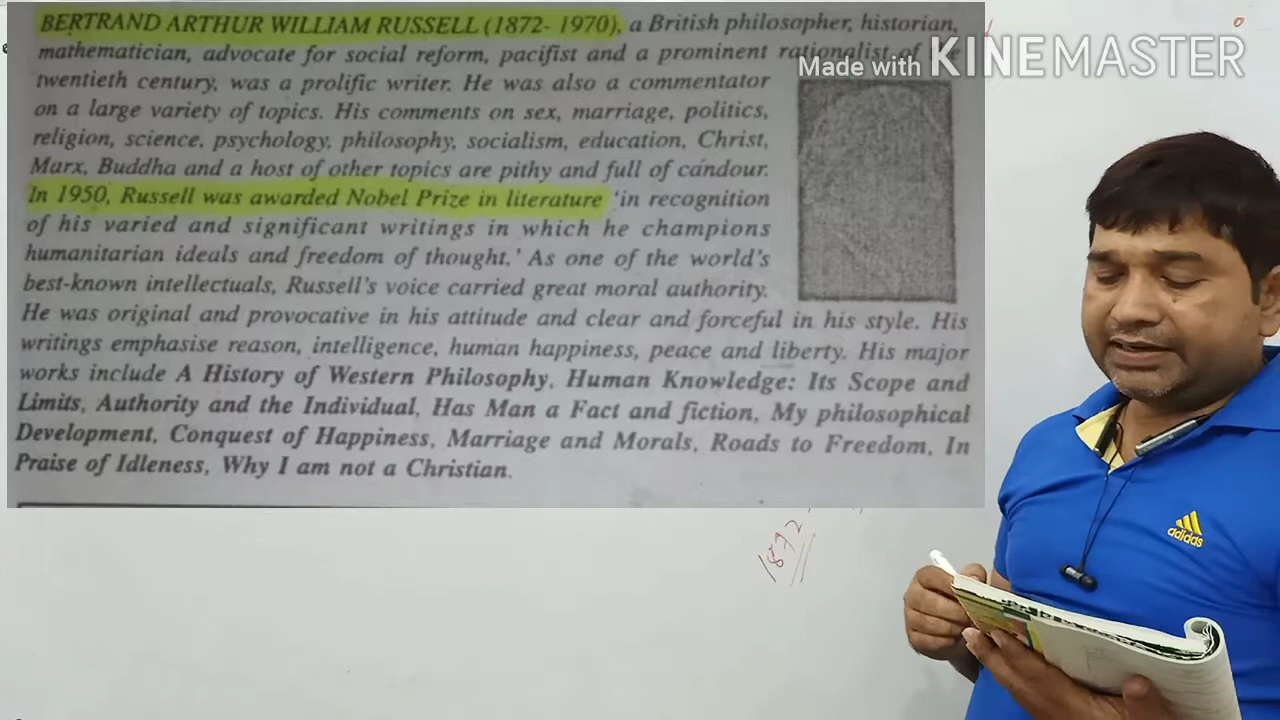 BERTRAND ARTHUR WILLIAM RUSSELL (1872- 1970), a British philosopher, historian,
mathematician, advocate for social reform, pacifist and a prominent rationalist of
twentieth century, was a prolific writer. He was also a commentator
on a large variety of topics. His comments on sex, marriage, politics,
religion, science, psychology, philosophy, socialism, education, Christ,
Marx, Buddha and a host of other topics are pithy and full of candour.
In 1950, Russell was awarded Nobel Prize in literature 'in recognition
of his varied and significant writings in which he champions
humanitarian ideals and freedom of thought,' As one of the world's
best-known intellectuals, Russell's voice carried great moral authority.
He was original and provocative in his attitude and clear and forceful in his style. His
writings emphasise reason, intelligence, human happiness, peace and liberty. His major
works include A History of Western Philosophy, Human Knowledge: Its Scope and
Limits, Authority and the Individual, Has Man a Fact and fiction, My philosophical
Development, Conquest of Happiness, Marriage and Morals, Roads to Freedom, In
Praise of Idleness, Why I am not a Christian.
Made with KINEMASTER
1872
adidas